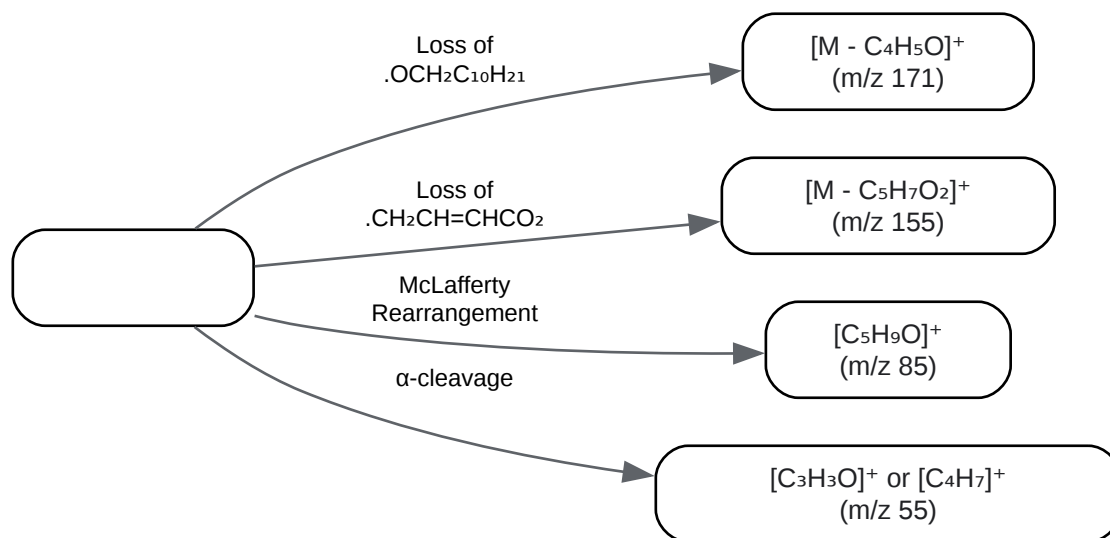 Loss of
.OCH₂C₁₀H₂₁
[M - C₄H₅O]⁺
(m/z 171)
Loss of
.CH₂CH=CHCO₂
[M - C₅H₇O₂]⁺
(m/z 155)
McLafferty
Rearrangement
[C₅H₉O]⁺
(m/z 85)
α-cleavage
[C₃H₃O]⁺ or [C₄H₇]⁺
(m/z 55)